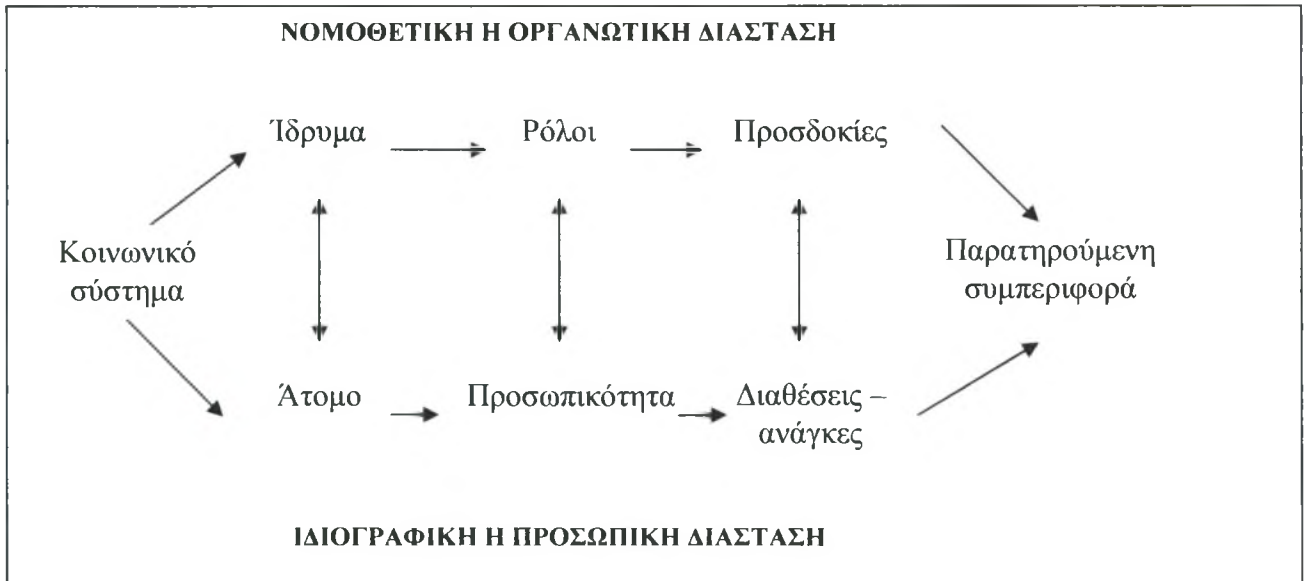 ΝΟΜΟΘΕΤΙΚΗ Η ΟΡΓΑΝΩΤΙΚΗ ΔΙΑΣΤΑΣΗ
Ίδρυμα Ρόλοι Προσδοκίες
Κοινωνικό
σύστημα
Παρατηρούμενη
συμπεριφορά
Άτομο Προσωπικότητα Διαθέσεις –
ανάγκες
ΙΔΙΟΓΡΑΦΙΚΗ Η ΠΡΟΣΩΠΙΚΗ ΔΙΑΣΤΑΣΗ